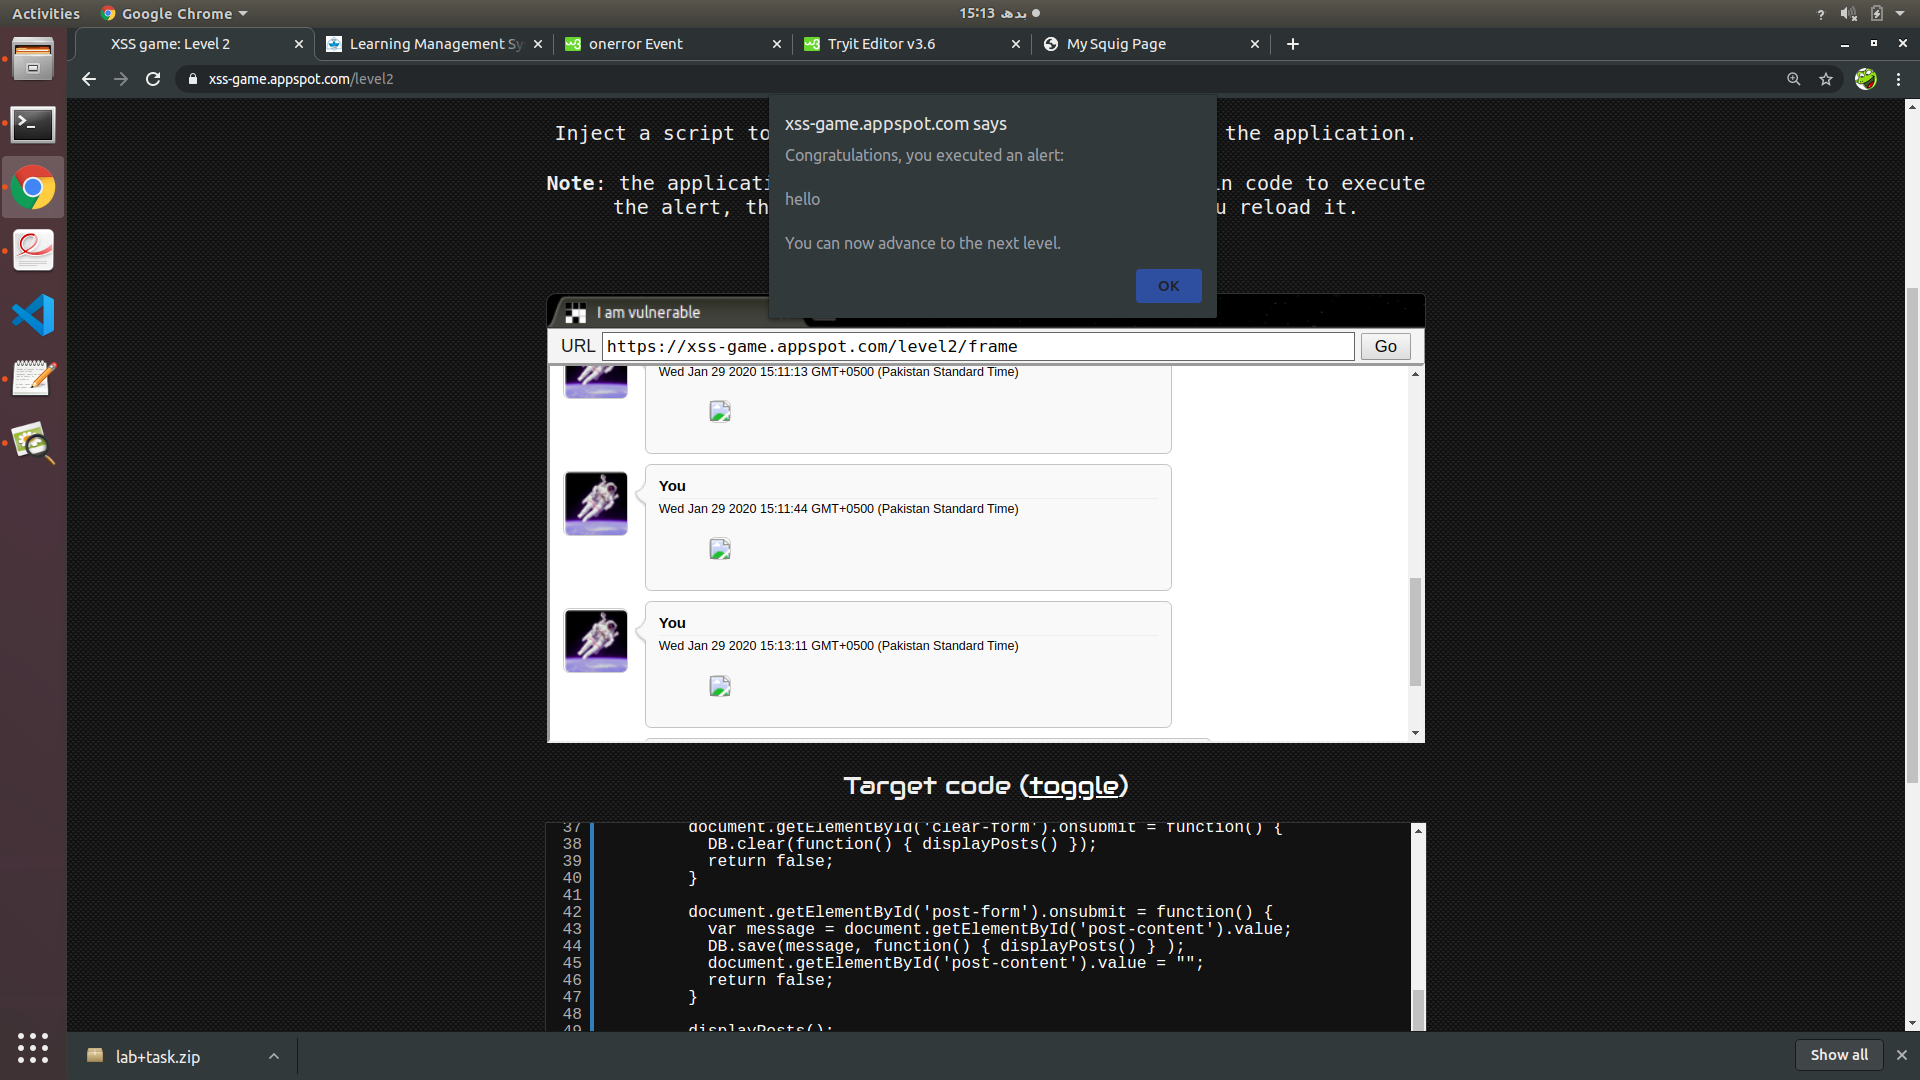 Activities
Google Chrome
بدھ 15:13
XSS game: Level 2
Learning Management Sy
onerror Event
Tryit Editor v3.6
My Squig Page
xss-game.appspot.com/level2
xss-game.appspot.com says
Congratulations, you executed an alert:
hello
You can now advance to the next level.
OK
Inject a script to
the application.
Note: the applicati
in code to execute
the alert, th
u reload it.
I am vulnerable
URL
https://xss-game.appspot.com/level2/frame
Go
Wed Jan 29 2020 15:11:13 GMT+0500 (Pakistan Standard Time)
You
Wed Jan 29 2020 15:11:44 GMT+0500 (Pakistan Standard Time)
You
Wed Jan 29 2020 15:13:11 GMT+0500 (Pakistan Standard Time)
Target code (toggle)
37 document.getElementById('clear-form').onsubmit = function() {
38 DB.clear(function() { displayPosts() });
39 return false;
40 }
41
42 document.getElementById('post-form').onsubmit = function() {
43 var message = document.getElementById('post-content').value;
44 DB.save(message, function() { displayPosts() } );
45 document.getElementById('post-content').value = "";
46 return false;
47 }
48
49 displayPosts();
lab+task.zip
Show all